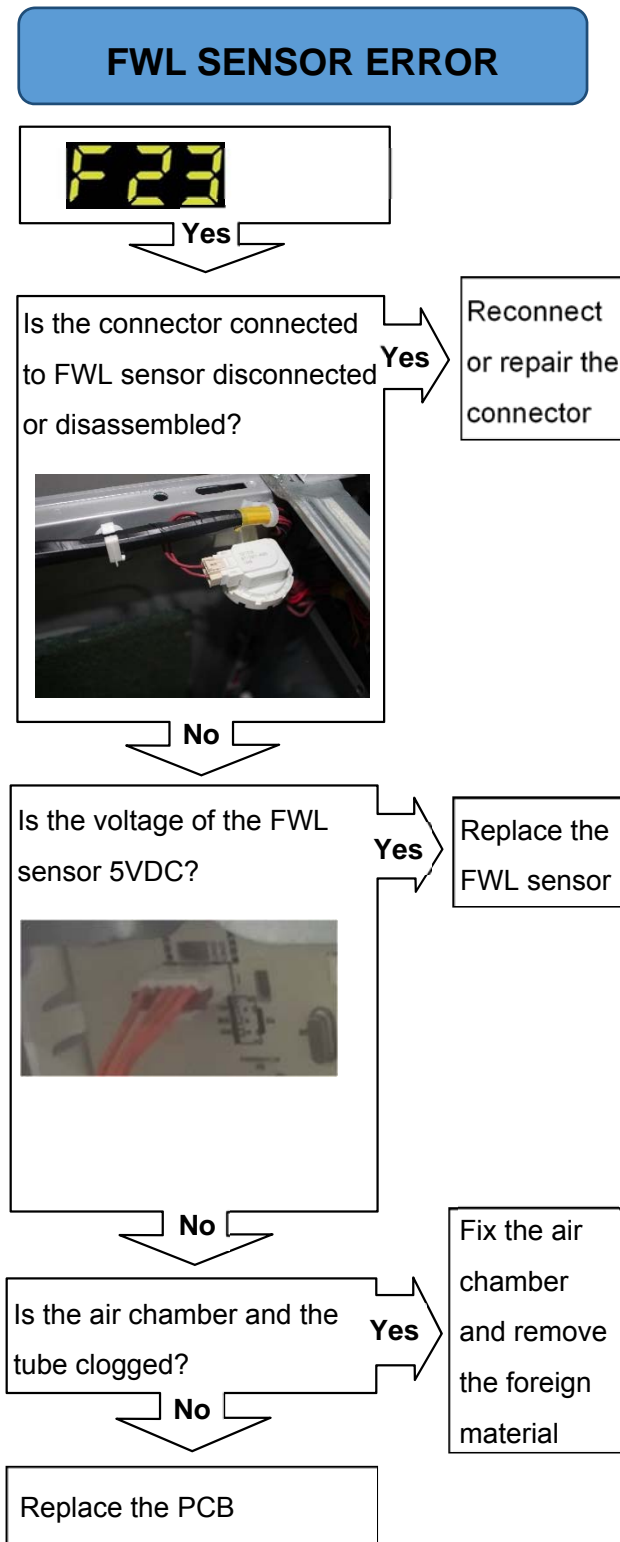 FWL SENSOR ERROR
F23
Yes
Is the connector connected
to FWL sensor disconnected
or disassembled?
Yes
Reconnect
or repair the
connector
No
Is the voltage of the FWL
sensor 5VDC?
Yes
Replace the
FWL sensor
No
Is the air chamber and the
tube clogged?
Yes
Fix the air
chamber
and remove
the foreign
material
No
Replace the PCB